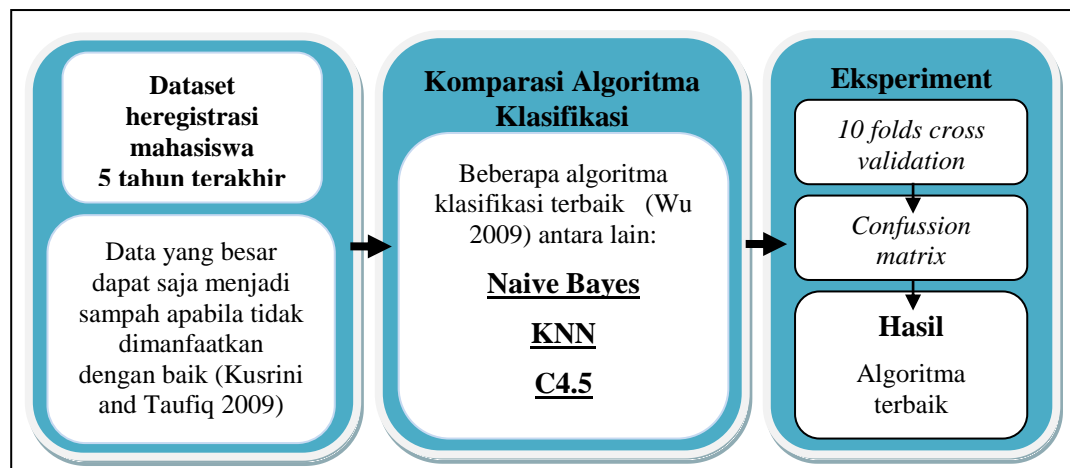 Dataset
heregistrasi
mahasiswa
5 tahun terakhir
Data yang besar
dapat saja menjadi
sampah apabila tidak
dimanfaatkan
dengan baik (Kusrini
and Taufiq 2009)
Komparasi Algoritma
Klasifikasi
Beberapa algoritma
klasifikasi terbaik (Wu
2009) antara lain:
Naive Bayes
KNN
C4.5
Eksperiment
10 folds cross
validation
Confussion
matrix
Hasil
Algoritma
terbaik